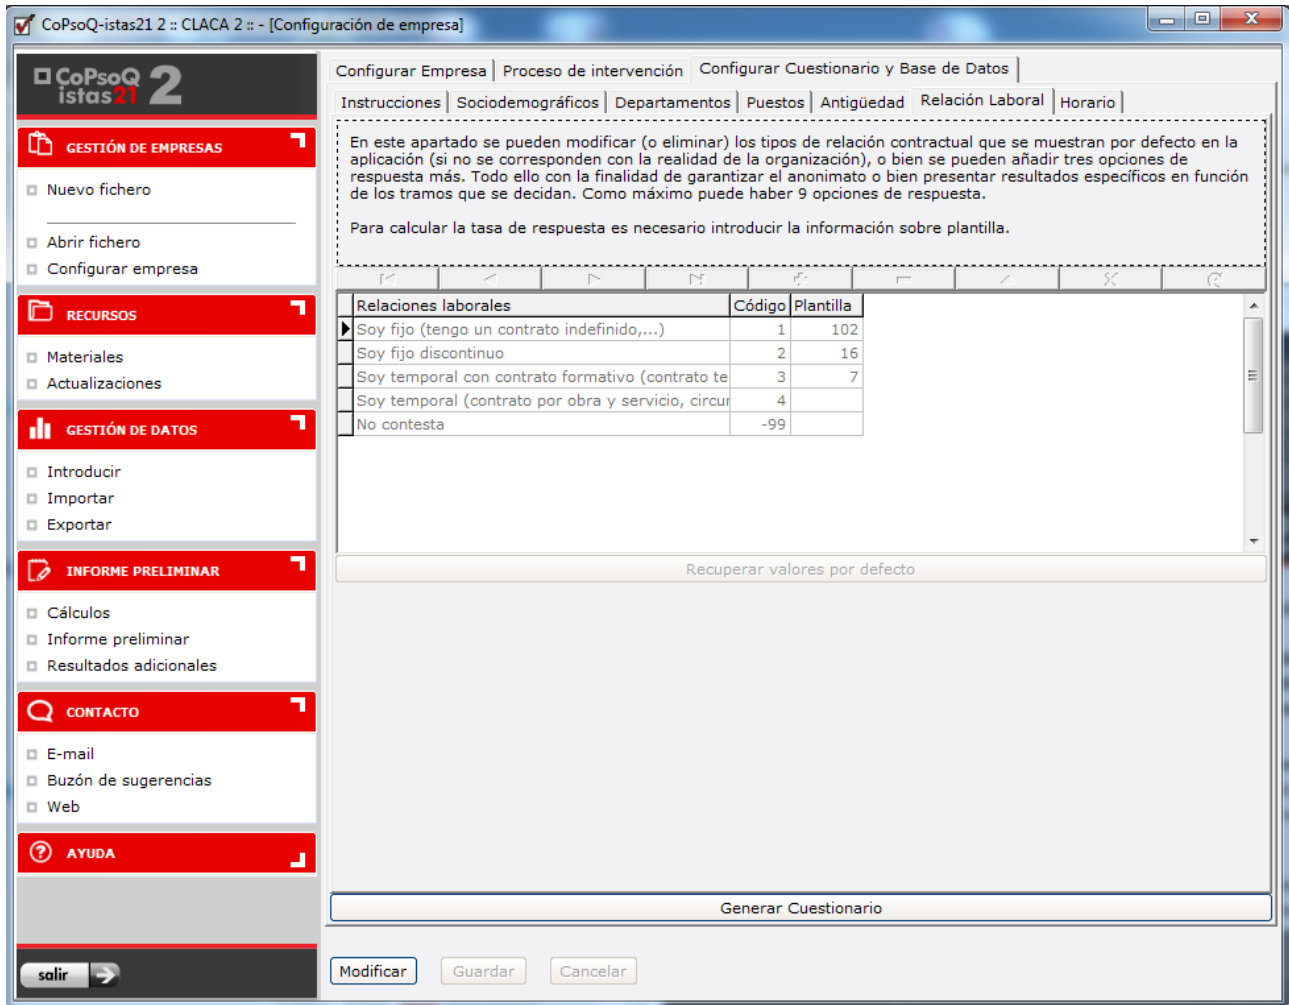 CoPsoQ-istas21 2 :: CLACA 2 :: - [Configuración de empresa]
CoPsoQ 2
istas21
GESTIÓN DE EMPRESAS
Nuevo fichero
Abrir fichero
Configurar empresa
RECURSOS
Materiales
Actualizaciones
GESTIÓN DE DATOS
Introducir
Importar
Exportar
INFORME PRELIMINAR
Cálculos
Informe preliminar
Resultados adicionales
CONTACTO
E-mail
Buzón de sugerencias
Web
AYUDA
salir
Configurar Empresa Proceso de intervención Configurar Cuestionario y Base de Datos
Instrucciones Sociodemográficos Departamentos Puestos Antigüedad Relación Laboral Horario
En este apartado se pueden modificar (o eliminar) los tipos de relación contractual que se muestran por defecto en la
aplicación (si no se corresponden con la realidad de la organización), o bien se pueden añadir tres opciones de
respuesta más. Todo ello con la finalidad de garantizar el anonimato o bien presentar resultados específicos en función
de los tramos que se decidan. Como máximo puede haber 9 opciones de respuesta.
Para calcular la tasa de respuesta es necesario introducir la información sobre plantilla.
Relaciones laborales Código Plantilla
Soy fijo (tengo un contrato indefinido,...) 1 102
Soy fijo discontinuo 2 16
Soy temporal con contrato formativo (contrato te 3 7
Soy temporal (contrato por obra y servicio, circur 4
No contesta -99
Recuperar valores por defecto
Generar Cuestionario
Modificar Guardar Cancelar